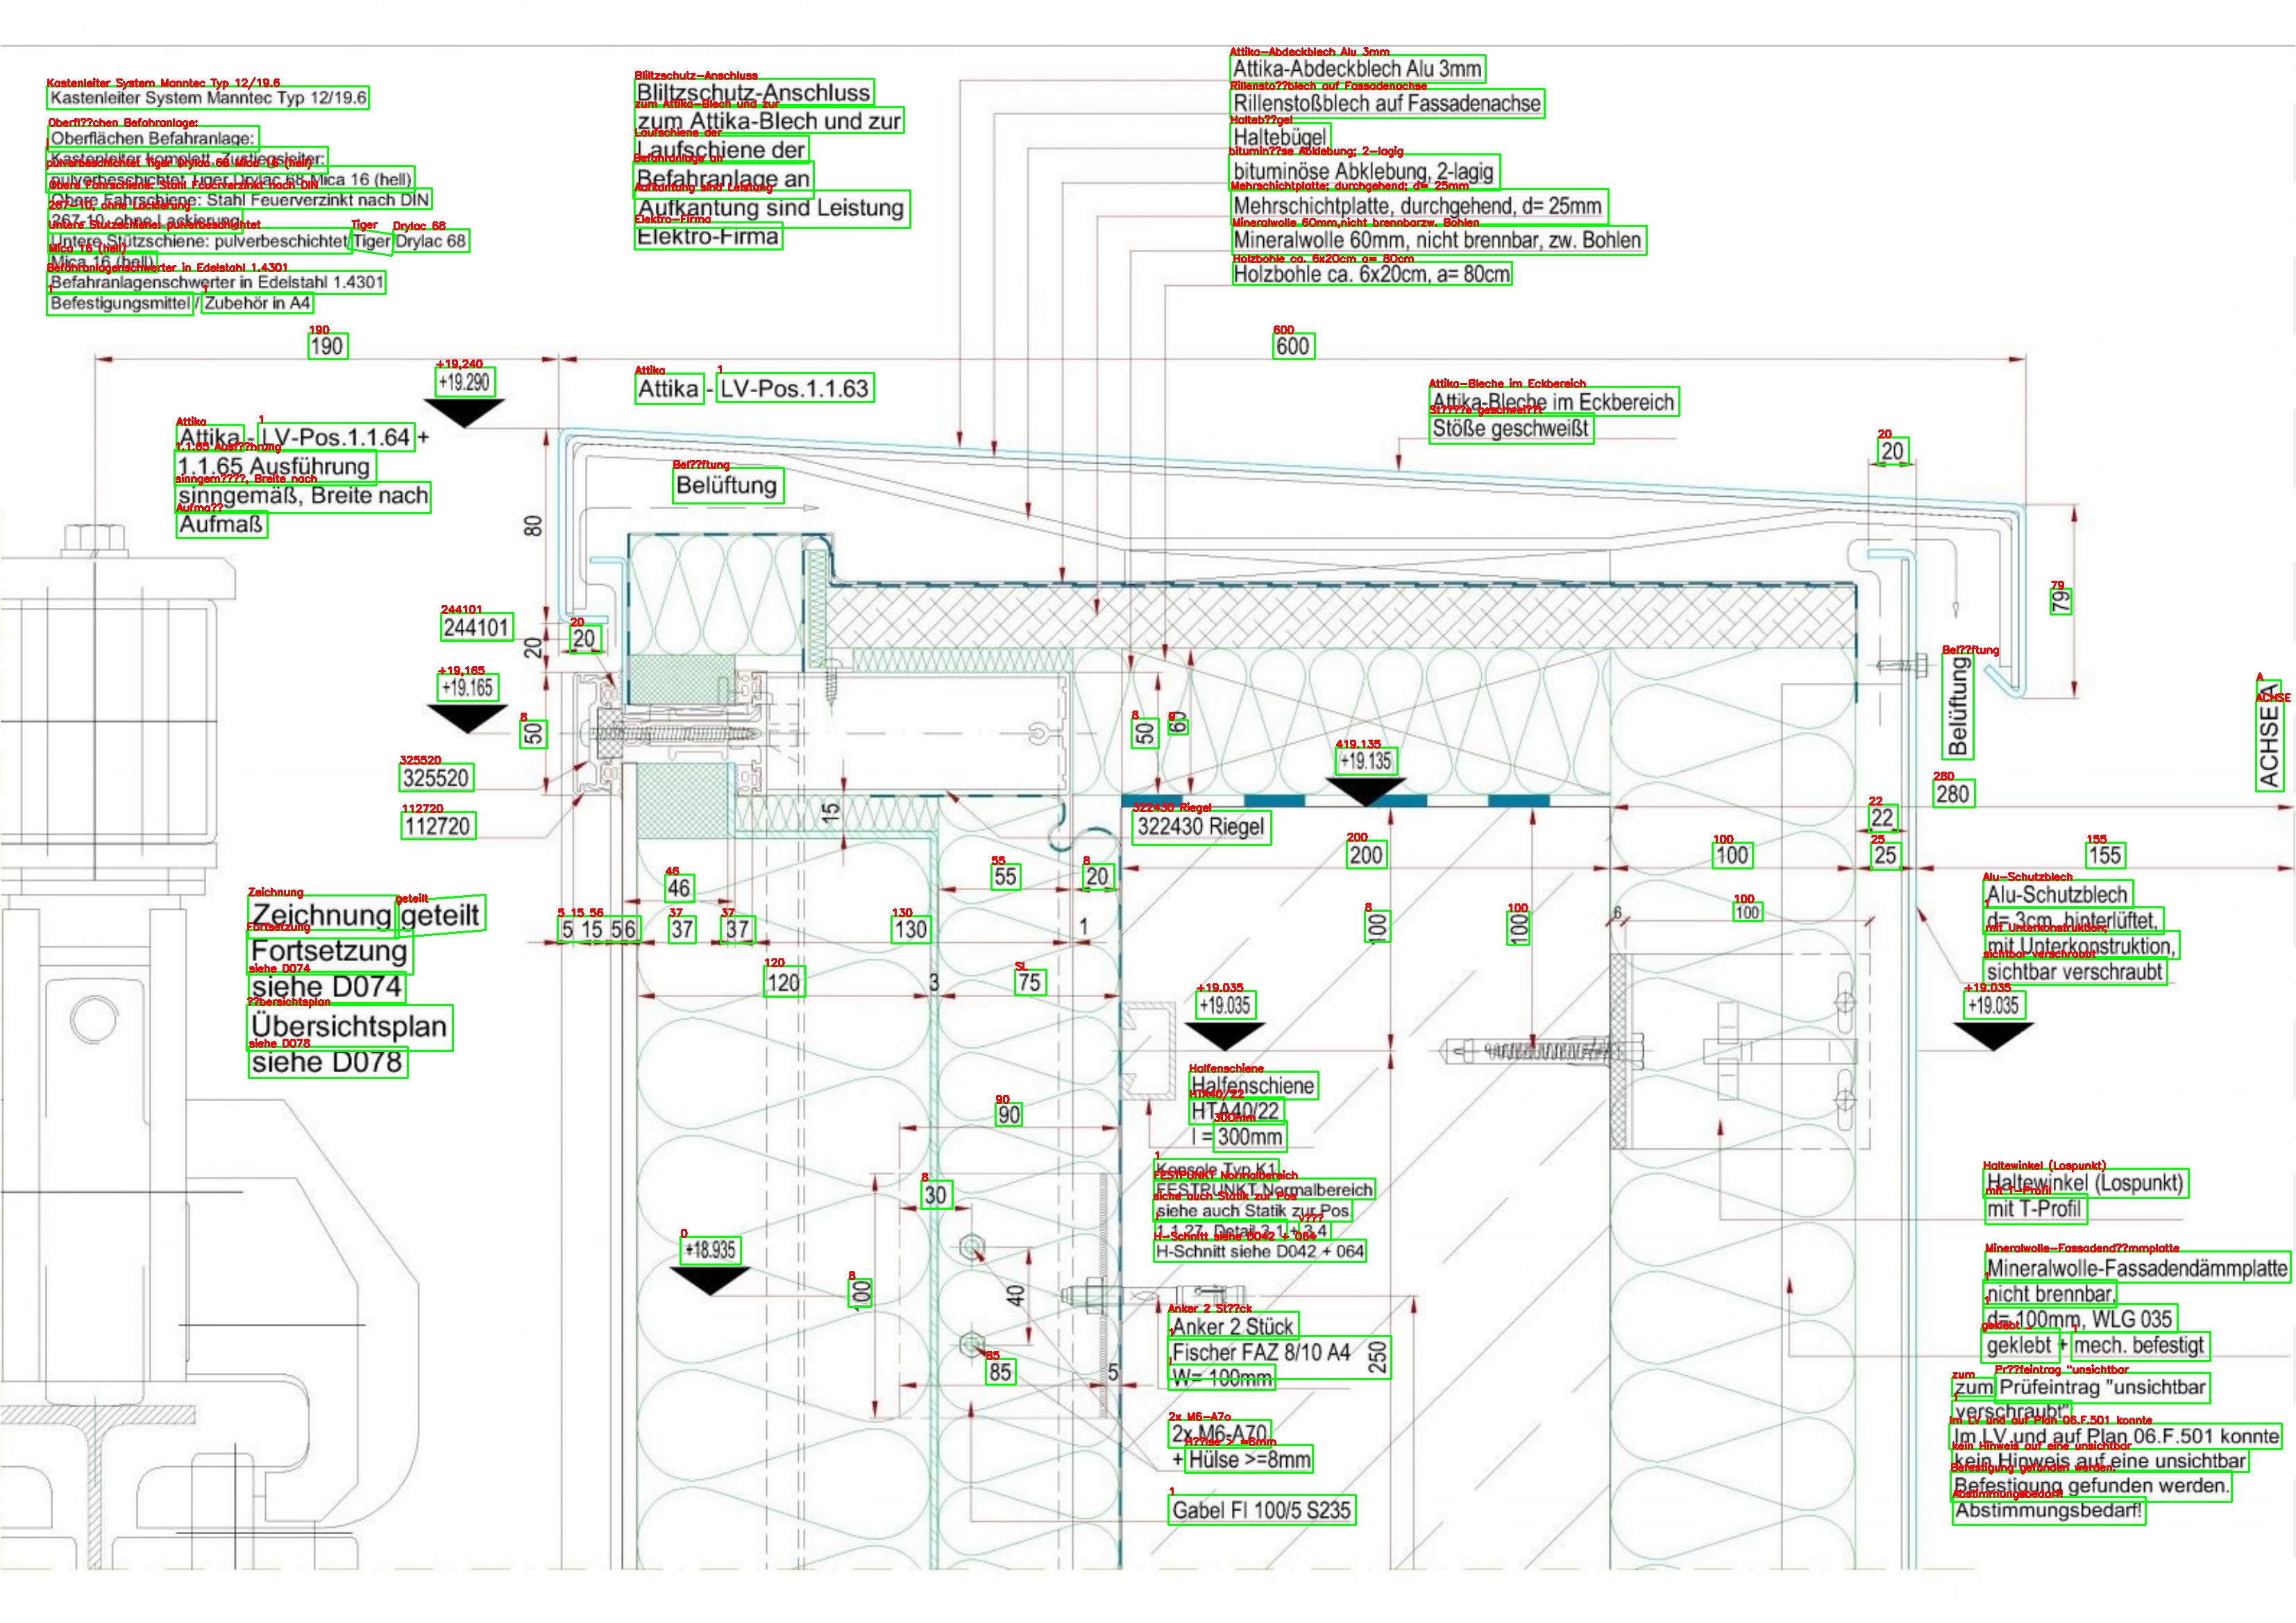 Kastenleiter System Manntec Typ 12/19.6
Oberflächen Befahranlage:
Kastenleiter komplett, Zustiegsleiter:
pulverbeschichtet Tiger Drylac 68 Mica 16 (hell)
Obere Fahrschiene: Stahl Feuerverzinkt nach DIN
267-10, ohne Lackierung
Untere Stützschiene: pulverbeschichtet Tiger Drylac 68
Mica 16 (hell)
Befahranlagenschwerter in Edelstahl 1.4301
Befestigungsmittel / Zubehör in A4
Bliltzschutz-Anschluss
zum Attika-Blech und zur
Laufschiene der
Befahranlage an
Aufkantung sind Leistung
Elektro-Firma
Attika-Abdeckblech Alu 3mm
Rillenstoßblech auf Fassadenachse
Haltebügel
bituminöse Abklebung, 2-lagig
Mehrschichtplatte, durchgehend, d= 25mm
Mineralwolle 60mm, nicht brennbar, zw. Bohlen
Holzbohle ca. 6x20cm, a= 80cm
190
600
+19.290
Attika - LV-Pos.1.1.63
Attika-Bleche im Eckbereich
Stöße geschweißt
Attika - LV-Pos.1.1.64 +
1.1.65 Ausführung
sinngemäß, Breite nach
Aufmaß
Belüftung
20
80
79
244101
20
20
+19.165
50
50
60
+19.135
Belüftung
ACHSE A
325520
112720
15
322430 Riegel
280
22
200
100
25
155
46
55
20
5 15 5 6 37 37 130 1
100
100
6
100
Alu-Schutzblech
d= 3cm, hinterlüftet,
mit Unterkonstruktion,
sichtbar verschraubt
Zeichnung geteilt
Fortsetzung
siehe D074
Übersichtsplan
siehe D078
120
3
75
+19.035
+19.035
Halfenschiene
HTA40/22
l = 300mm
90
Konsole Typ K1
FESTPUNKT Normalbereich
siehe auch Statik zur Pos.
1.1.27, Detail 3.1 + 3.4
H-Schnitt siehe D042 + 064
30
+18.935
100
40
Anker 2 Stück
Fischer FAZ 8/10 A4
W= 100mm
250
85
5
2x M6-A70
+ Hülse >=8mm
Gabel Fl 100/5 S235
Haltewinkel (Lospunkt)
mit T-Profil
Mineralwolle-Fassadendämmplatte
nicht brennbar,
d= 100mm, WLG 035
geklebt + mech. befestigt
zum Prüfeintrag "unsichtbar
verschraubt":
Im LV und auf Plan 06.F.501 konnte
kein Hinweis auf eine unsichtbar
Befestigung gefunden werden.
Abstimmungsbedarf!